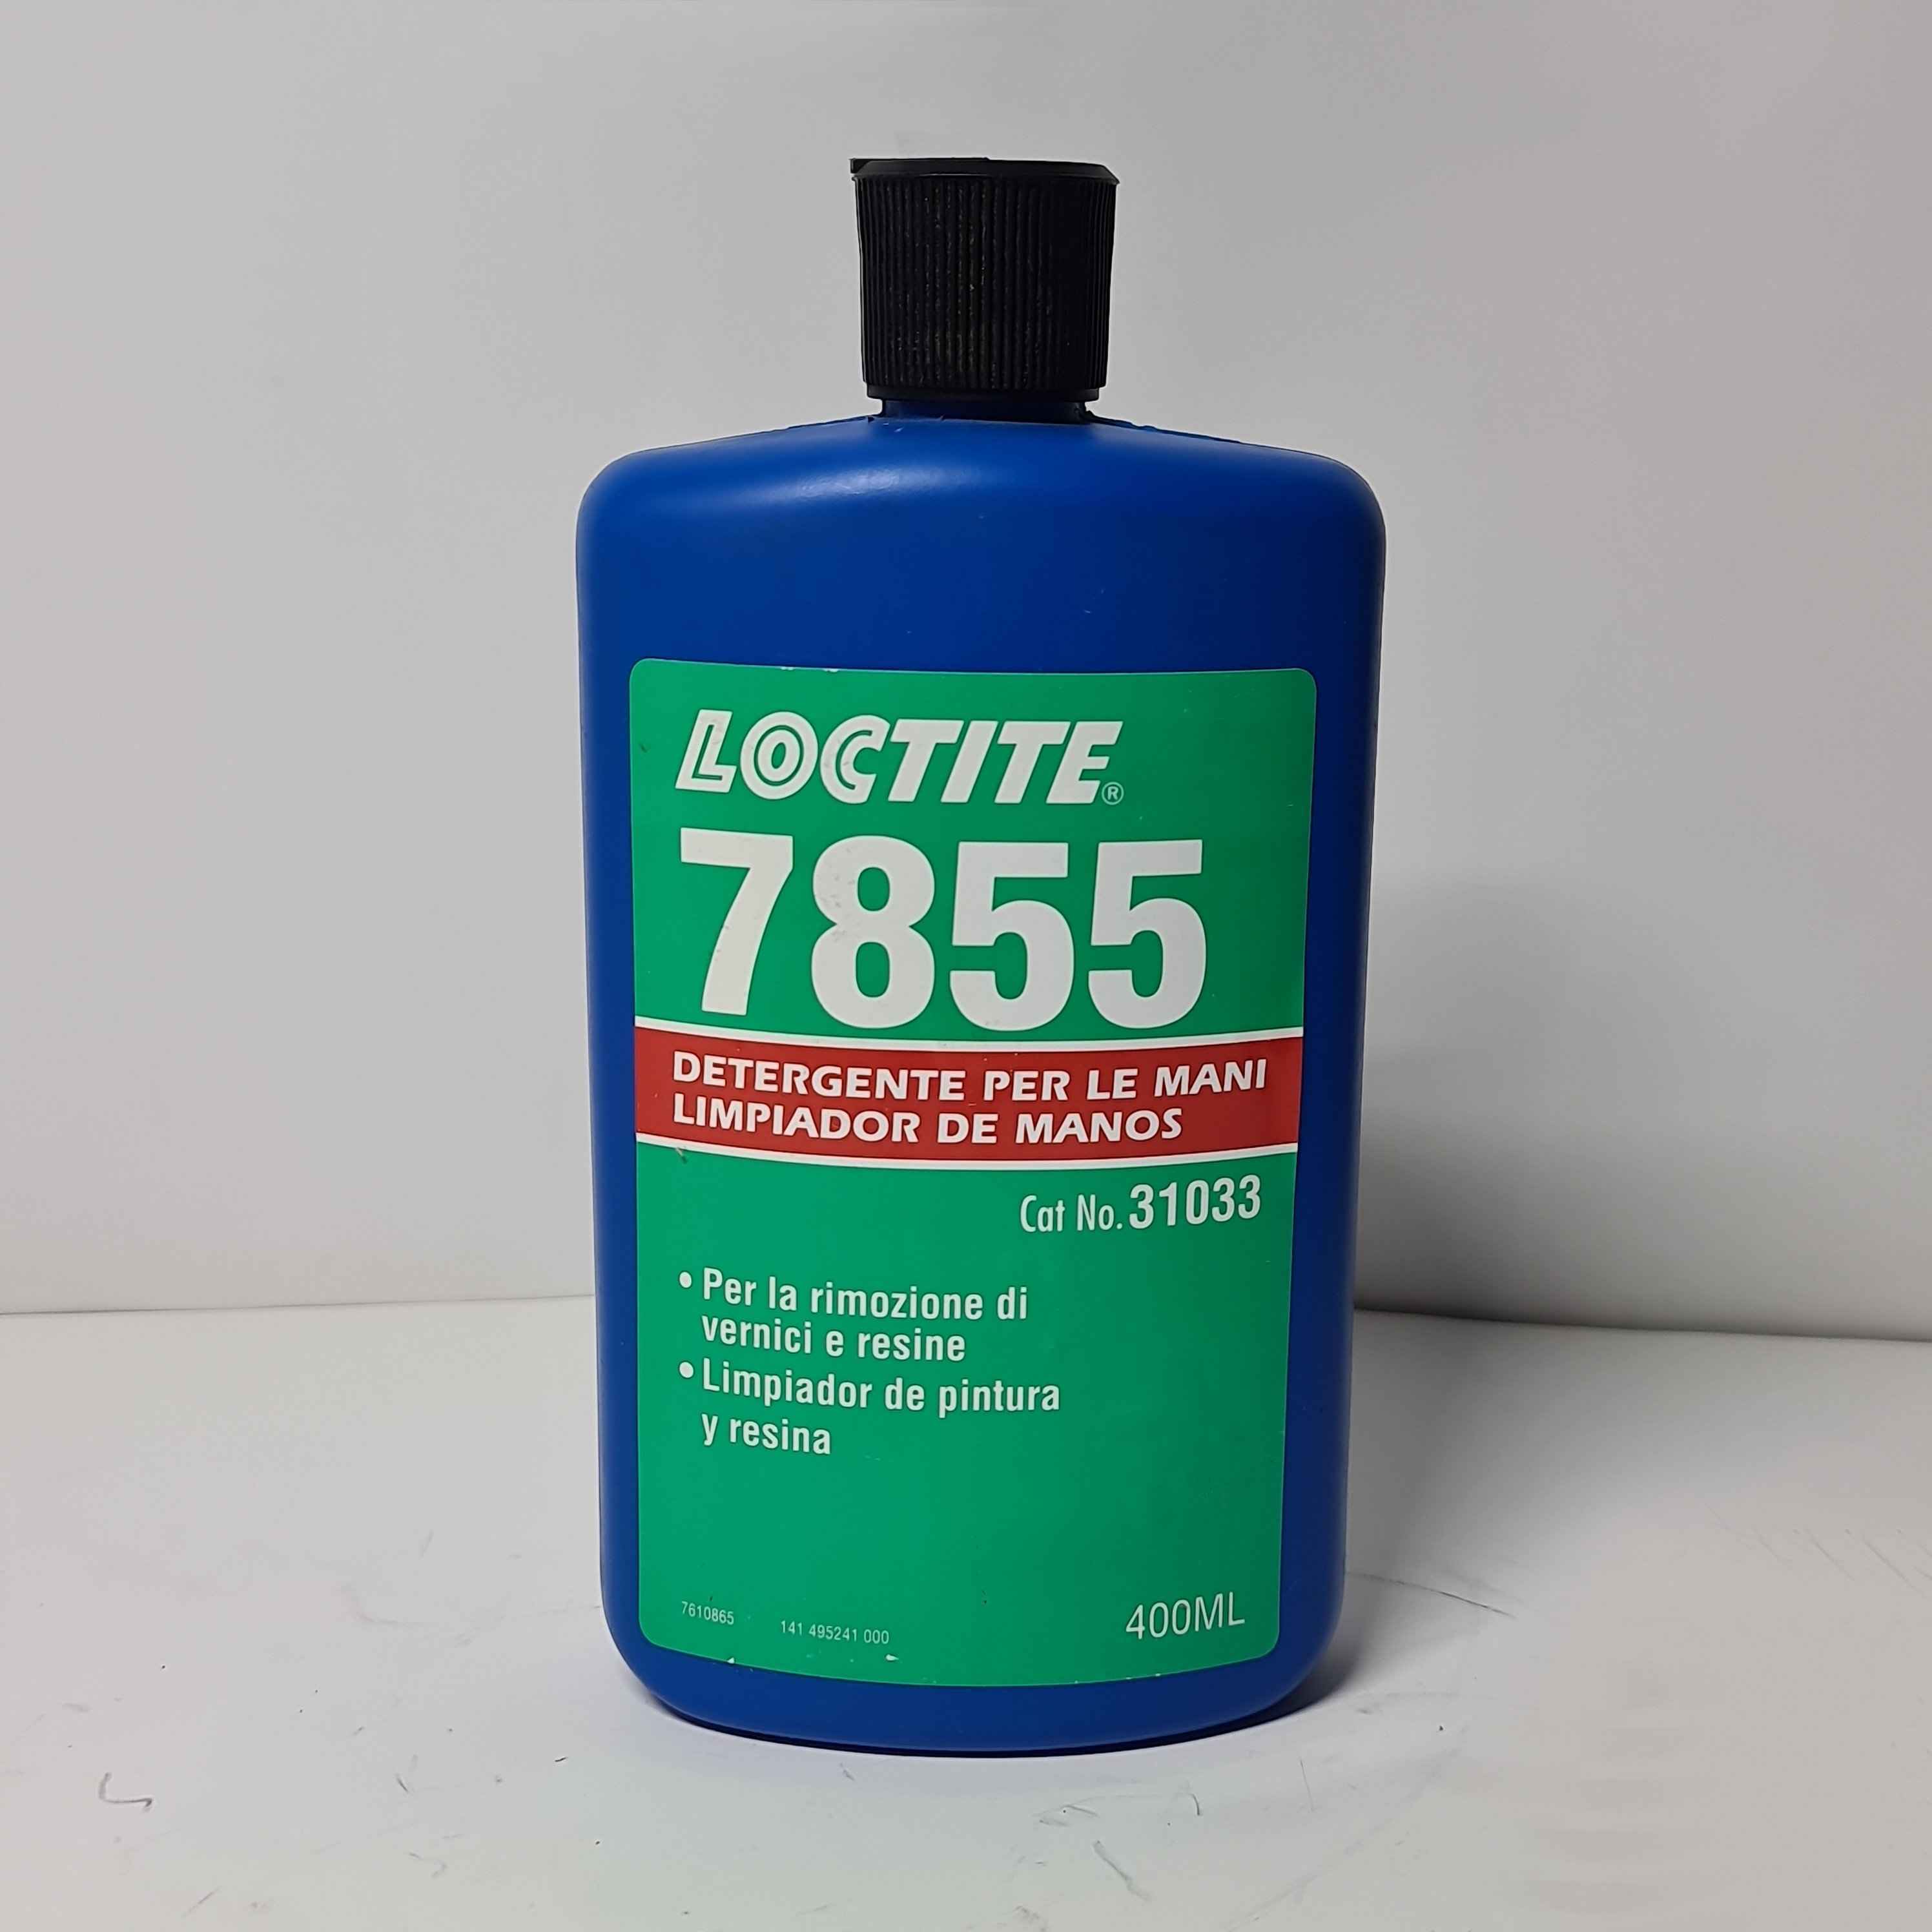 LOCTITE®
7855
DETERGENTE PER LE MANI
LIMPIADOR DE MANOS
Cat No. 31033
• Per la rimozione di
vernici e resine
• Limpiador de pintura
y resina
7610865 141 495241 000 400ML